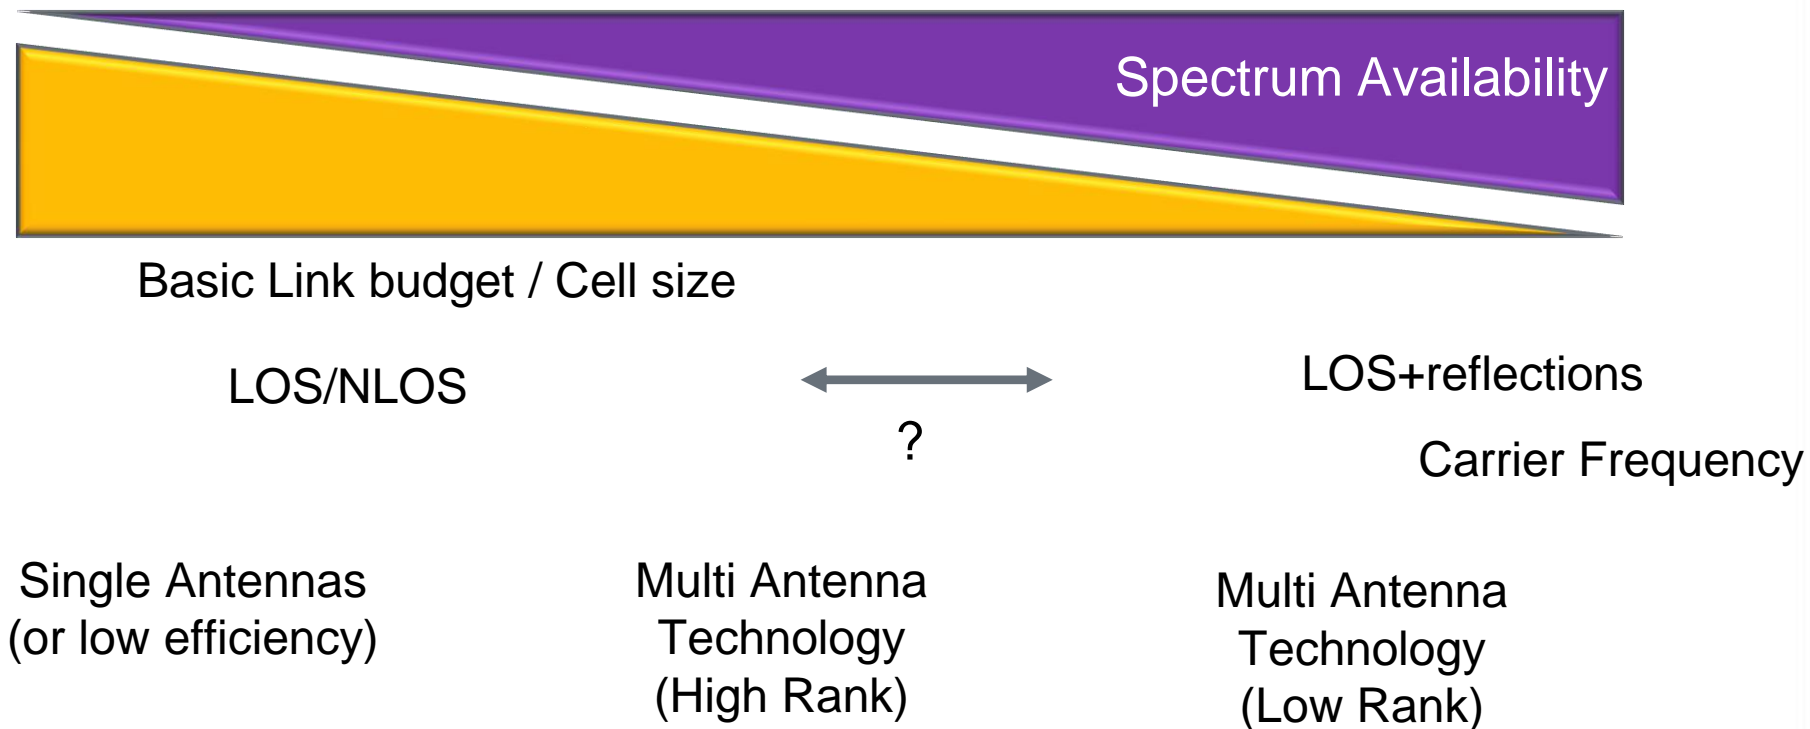 Spectrum Availability
Basic Link budget / Cell size
LOS/NLOS
?
LOS+reflections
Carrier Frequency
Single Antennas
(or low efficiency)
Multi Antenna
Technology
(High Rank)
Multi Antenna
Technology
(Low Rank)